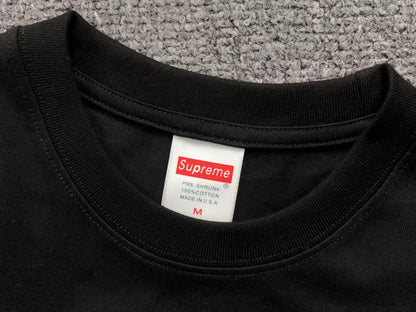 Supreme
®
PRE-SHRUNK
100%COTTON
MADE IN U.S.A
M